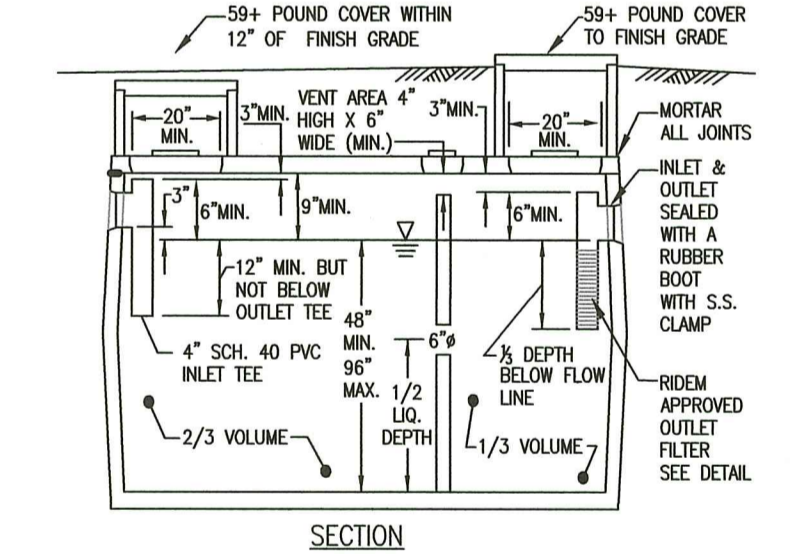 59+ POUND COVER WITHIN
12" OF FINISH GRADE
59+ POUND COVER
TO FINISH GRADE
20"
MIN.
3"MIN.
VENT AREA 4"
HIGH X 6"
WIDE (MIN.)
3"MIN.
20"
MIN.
MORTAR
ALL JOINTS
INLET &
OUTLET
SEALED
WITH A
RUBBER
BOOT
WITH S.S.
CLAMP
3"
6"MIN.
9"MIN.
6"MIN.
12" MIN. BUT
NOT BELOW
OUTLET TEE
4" SCH. 40 PVC
INLET TEE
48"
MIN.
96"
MAX.
6"ø
1/2
LIQ.
DEPTH
⅓ DEPTH
BELOW FLOW
LINE
RIDEM
APPROVED
OUTLET
FILTER
SEE DETAIL
2/3 VOLUME
1/3 VOLUME
SECTION